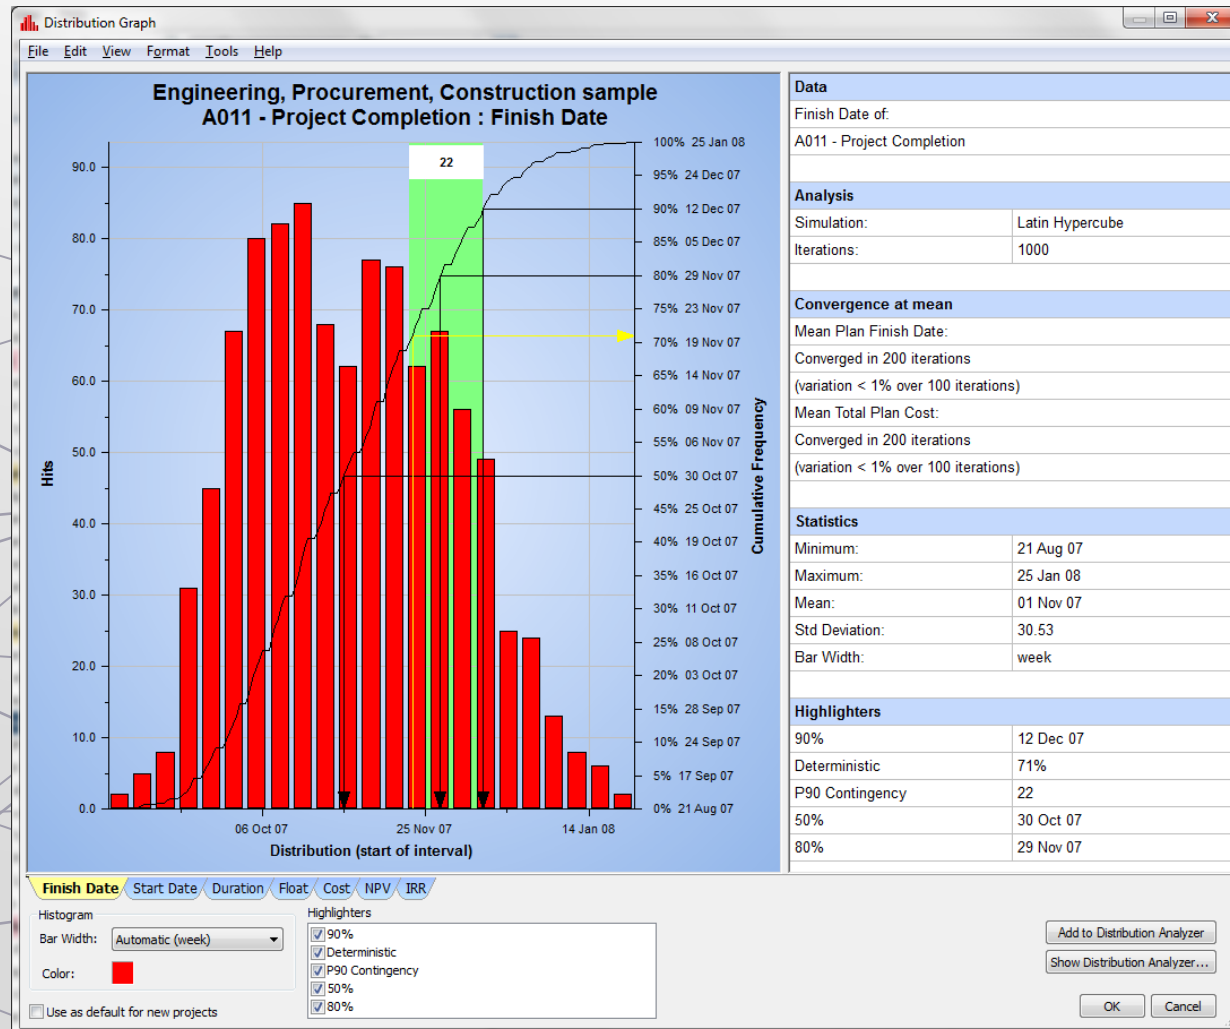 Distribution Graph
File Edit View Format Tools Help
Engineering, Procurement, Construction sample
A011 - Project Completion : Finish Date
22
Hits
90.0
80.0
70.0
60.0
50.0
40.0
30.0
20.0
10.0
0.0
100% 25 Jan 08
95% 24 Dec 07
90% 12 Dec 07
85% 05 Dec 07
80% 29 Nov 07
75% 23 Nov 07
70% 19 Nov 07
65% 14 Nov 07
60% 09 Nov 07
55% 06 Nov 07
50% 30 Oct 07
45% 25 Oct 07
40% 19 Oct 07
35% 16 Oct 07
30% 11 Oct 07
25% 08 Oct 07
20% 03 Oct 07
15% 28 Sep 07
10% 24 Sep 07
5% 17 Sep 07
0% 21 Aug 07
Cumulative Frequency
06 Oct 07 25 Nov 07 14 Jan 08
Distribution (start of interval)
Data
Finish Date of:
A011 - Project Completion
Analysis
Simulation: Latin Hypercube
Iterations: 1000
Convergence at mean
Mean Plan Finish Date:
Converged in 200 iterations
(variation < 1% over 100 iterations)
Mean Total Plan Cost:
Converged in 200 iterations
(variation < 1% over 100 iterations)
Statistics
Minimum: 21 Aug 07
Maximum: 25 Jan 08
Mean: 01 Nov 07
Std Deviation: 30.53
Bar Width: week
Highlighters
90% 12 Dec 07
Deterministic 71%
P90 Contingency 22
50% 30 Oct 07
80% 29 Nov 07
Finish Date Start Date Duration Float Cost NPV IRR
Histogram
Bar Width: Automatic (week)
Color:
Use as default for new projects
Highlighters
90%
Deterministic
P90 Contingency
50%
80%
Add to Distribution Analyzer
Show Distribution Analyzer...
OK Cancel